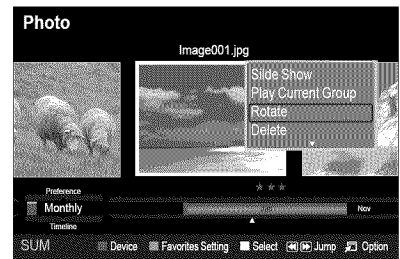 Photo
Image001.jpg
Silde Show
Play Current Group
Rotate
Delete
Preference
Monthly
Timeline
Nov
SUM Device Favorites Setting Select Jump Option